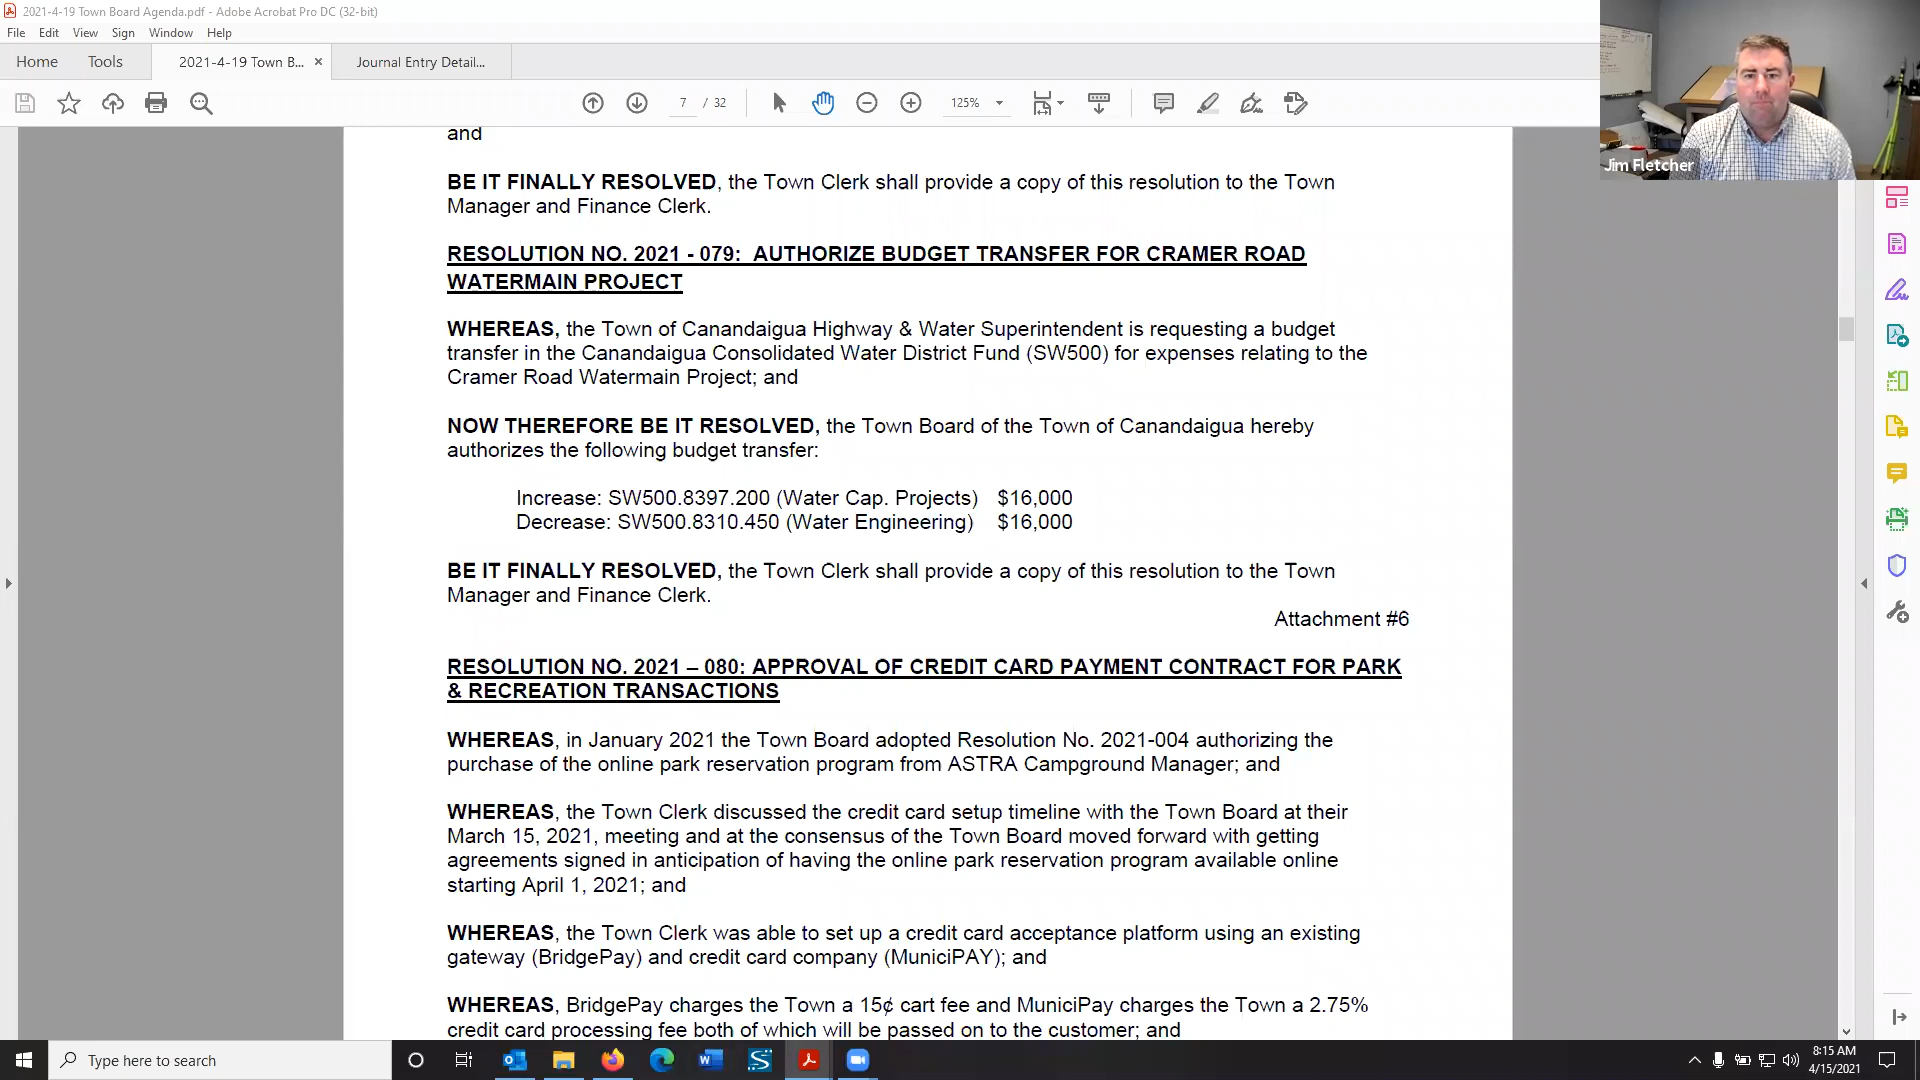 2021-4-19 Town Board Agenda.pdf - Adobe Acrobat Pro DC (32-bit)
File Edit View Sign Window Help
Home Tools 2021-4-19 Town B... × Journal Entry Detail...
7 / 32 125%
and
BE IT FINALLY RESOLVED, the Town Clerk shall provide a copy of this resolution to the Town
Manager and Finance Clerk.
RESOLUTION NO. 2021 - 079: AUTHORIZE BUDGET TRANSFER FOR CRAMER ROAD
WATERMAIN PROJECT
WHEREAS, the Town of Canandaigua Highway & Water Superintendent is requesting a budget
transfer in the Canandaigua Consolidated Water District Fund (SW500) for expenses relating to the
Cramer Road Watermain Project; and
NOW THEREFORE BE IT RESOLVED, the Town Board of the Town of Canandaigua hereby
authorizes the following budget transfer:
Increase: SW500.8397.200 (Water Cap. Projects) $16,000
Decrease: SW500.8310.450 (Water Engineering) $16,000
BE IT FINALLY RESOLVED, the Town Clerk shall provide a copy of this resolution to the Town
Manager and Finance Clerk.
Attachment #6
RESOLUTION NO. 2021 – 080: APPROVAL OF CREDIT CARD PAYMENT CONTRACT FOR PARK
& RECREATION TRANSACTIONS
WHEREAS, in January 2021 the Town Board adopted Resolution No. 2021-004 authorizing the
purchase of the online park reservation program from ASTRA Campground Manager; and
WHEREAS, the Town Clerk discussed the credit card setup timeline with the Town Board at their
March 15, 2021, meeting and at the consensus of the Town Board moved forward with getting
agreements signed in anticipation of having the online park reservation program available online
starting April 1, 2021; and
WHEREAS, the Town Clerk was able to set up a credit card acceptance platform using an existing
gateway (BridgePay) and credit card company (MuniciPAY); and
WHEREAS, BridgePay charges the Town a 15¢ cart fee and MuniciPay charges the Town a 2.75%
credit card processing fee both of which will be passed on to the customer; and
Jim Fletcher
Type here to search
8:15 AM
4/15/2021